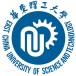 華東理工大學
EAST CHINA UNIVERSITY OF SCIENCE AND TECHNOLOGY